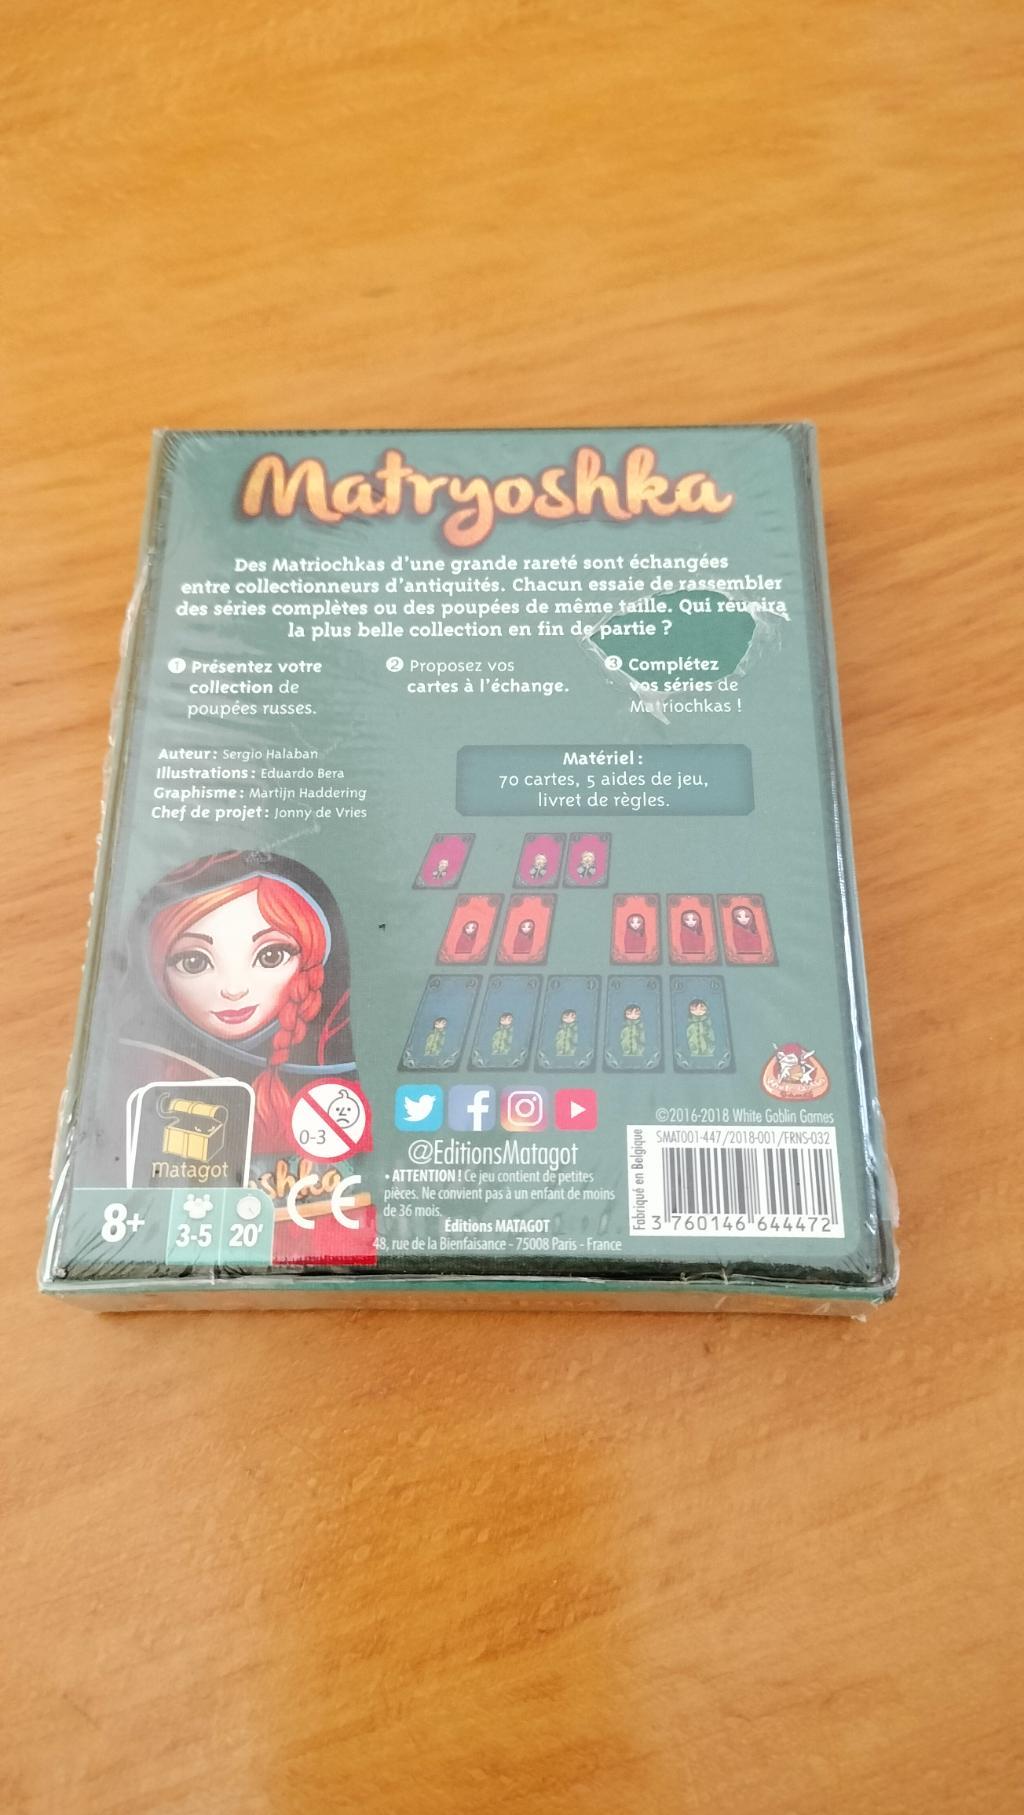 Matryoshka
Des Matriochkas d'une grande rareté sont échangées
entre collectionneurs d'antiquités. Chacun essaie de rassembler
des séries complètes ou des poupées de même taille. Qui réunira
la plus belle collection en fin de partie ?
1 Présentez votre
collection de
poupées russes.
2 Proposez vos
cartes à l'échange.
3 Complétez
vos séries de
Matriochkas !
Auteur : Sergio Halaban
Illustrations : Eduardo Bera
Graphisme : Martijn Haddering
Chef de projet : Jonny de Vries
Matériel :
70 cartes, 5 aides de jeu,
livret de règles.
Matagot
0-3
8+
3-5
20'
CE
@EditionsMatagot
• ATTENTION ! Ce jeu contient de petites
pièces. Ne convient pas à un enfant de moins
de 36 mois.
Éditions MATAGOT
48, rue de la Bienfaisance - 75008 Paris - France
©2016-2018 White Goblin Games
SMAT001-447/2018-001/FRNS-032
Fabriqué en Belgique
3 760146 644472